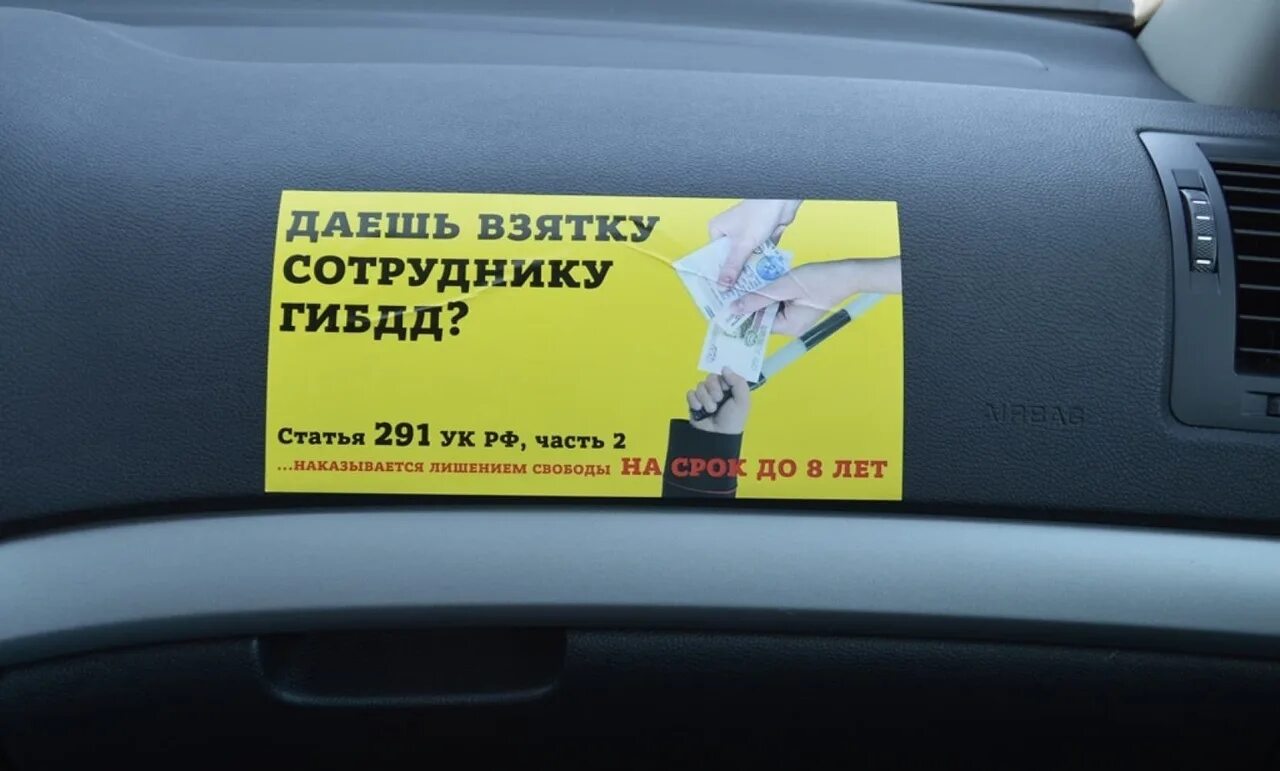 ДАЕШЬ ВЗЯТКУ
СОТРУДНИКУ
ГИБДД?
Статья 291 УК РФ, часть 2
...НАКАЗЫВАЕТСЯ ЛИШЕНИЕМ СВОБОДЫ НА СРОК ДО 8 ЛЕТ
AIRBAG